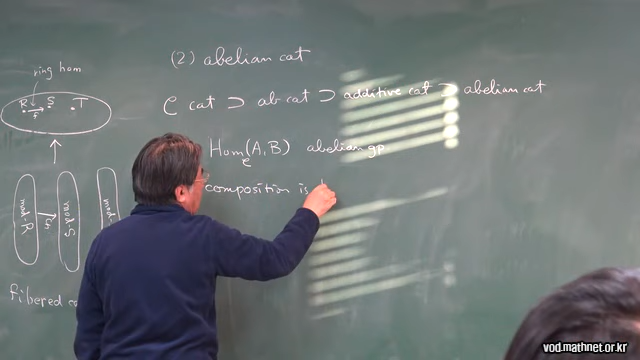 ring hom
R S T
f
mod-R mod-S mod-
fibered
(2) abelian cat
C cat ⊃ ab cat ⊃ additive cat ⊃ abelian cat
Hom_C(A, B) abelian gp
composition is
vod.mathnet.or.kr